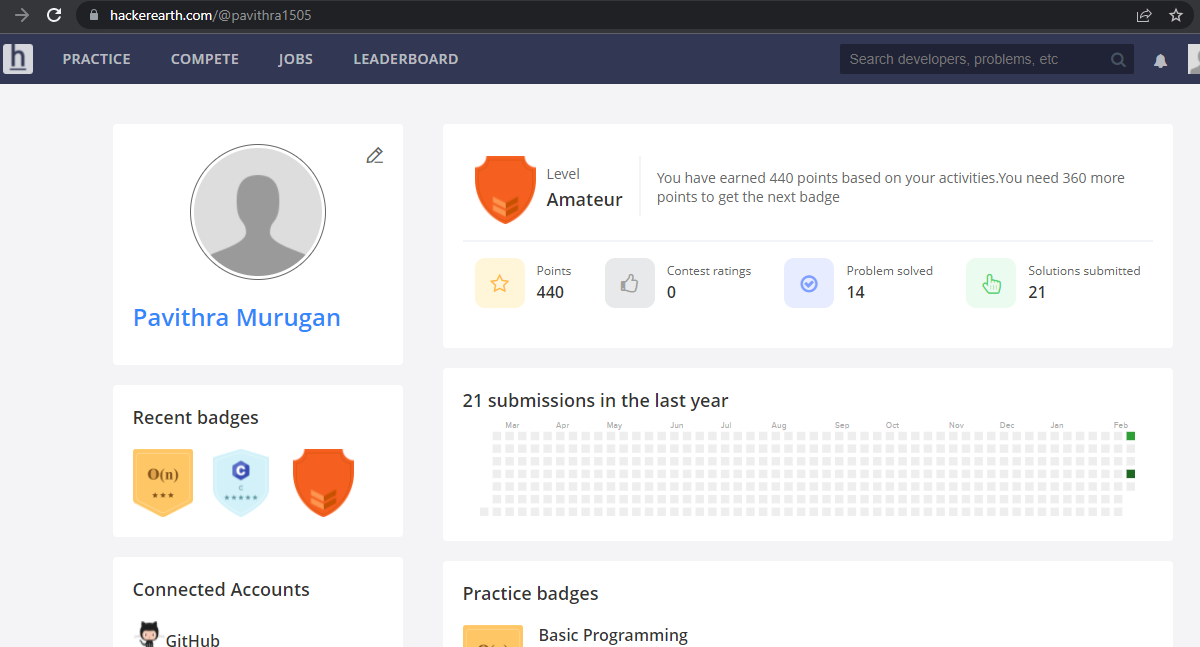 hackerearth.com/@pavithra1505
h
PRACTICE COMPETE JOBS LEADERBOARD
Search developers, problems, etc
Pavithra Murugan
Level
Amateur
You have earned 440 points based on your activities.You need 360 more
points to get the next badge
Points
440
Contest ratings
0
Problem solved
14
Solutions submitted
21
Recent badges
O(n)
C
C
21 submissions in the last year
Mar Apr May Jun Jul Aug Sep Oct Nov Dec Jan Feb
Connected Accounts
GitHub
Practice badges
Basic Programming